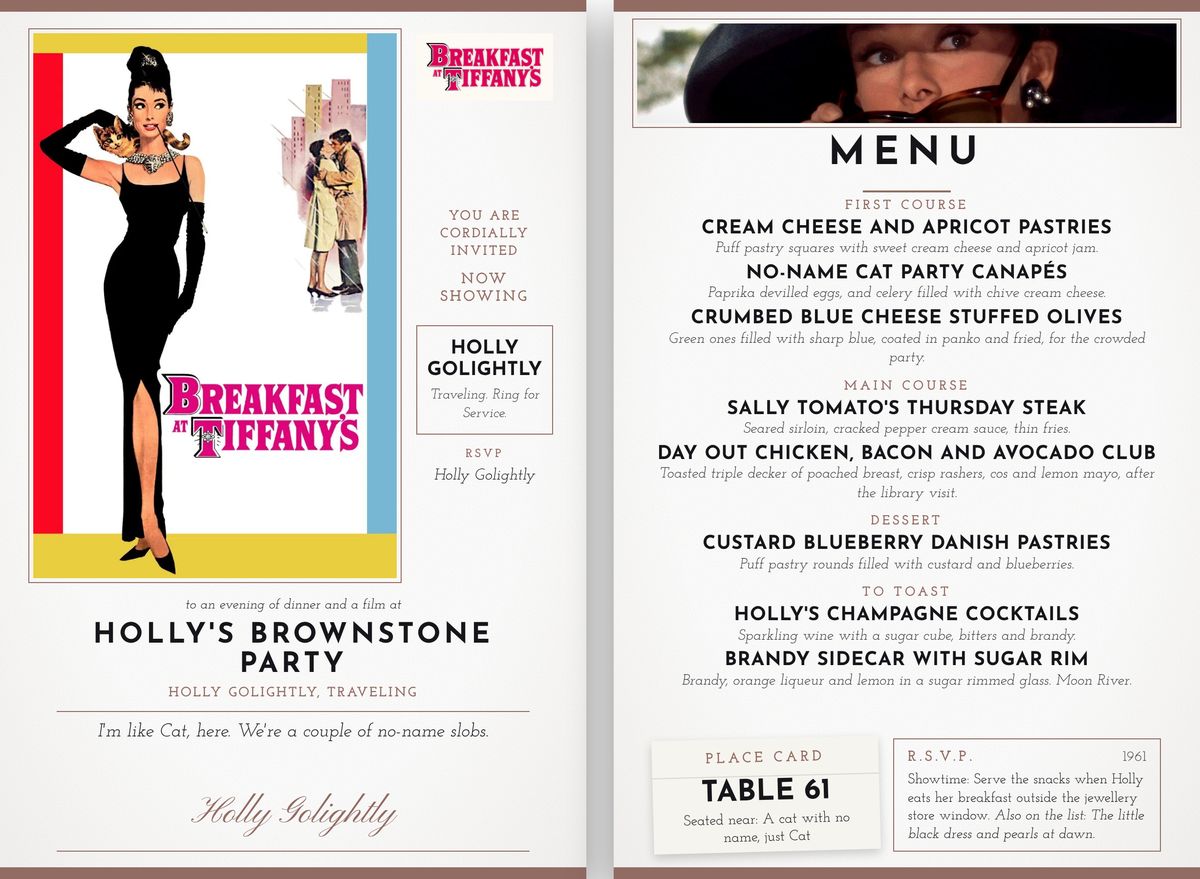 BREAKFAST
AT TIFFANY'S
BREAKFAST
AT TIFFANY'S
YOU ARE
CORDIALLY
INVITED
NOW
SHOWING
HOLLY
GOLIGHTLY
Traveling. Ring for
Service.
RSVP
Holly Golightly
to an evening of dinner and a film at
HOLLY'S BROWNSTONE
PARTY
HOLLY GOLIGHTLY, TRAVELING
I'm like Cat, here. We're a couple of no-name slobs.
Holly Golightly
MENU
FIRST COURSE
CREAM CHEESE AND APRICOT PASTRIES
Puff pastry squares with sweet cream cheese and apricot jam.
NO-NAME CAT PARTY CANAPÉS
Paprika devilled eggs, and celery filled with chive cream cheese.
CRUMBED BLUE CHEESE STUFFED OLIVES
Green ones filled with sharp blue, coated in panko and fried, for the crowded
party.
MAIN COURSE
SALLY TOMATO'S THURSDAY STEAK
Seared sirloin, cracked pepper cream sauce, thin fries.
DAY OUT CHICKEN, BACON AND AVOCADO CLUB
Toasted triple decker of poached breast, crisp rashers, cos and lemon mayo, after
the library visit.
DESSERT
CUSTARD BLUEBERRY DANISH PASTRIES
Puff pastry rounds filled with custard and blueberries.
TO TOAST
HOLLY'S CHAMPAGNE COCKTAILS
Sparkling wine with a sugar cube, bitters and brandy.
BRANDY SIDECAR WITH SUGAR RIM
Brandy, orange liqueur and lemon in a sugar rimmed glass. Moon River.
PLACE CARD
TABLE 61
Seated near: A cat with no
name, just Cat
R.S.V.P. 1961
Showtime: Serve the snacks when Holly
eats her breakfast outside the jewellery
store window. Also on the list: The little
black dress and pearls at dawn.